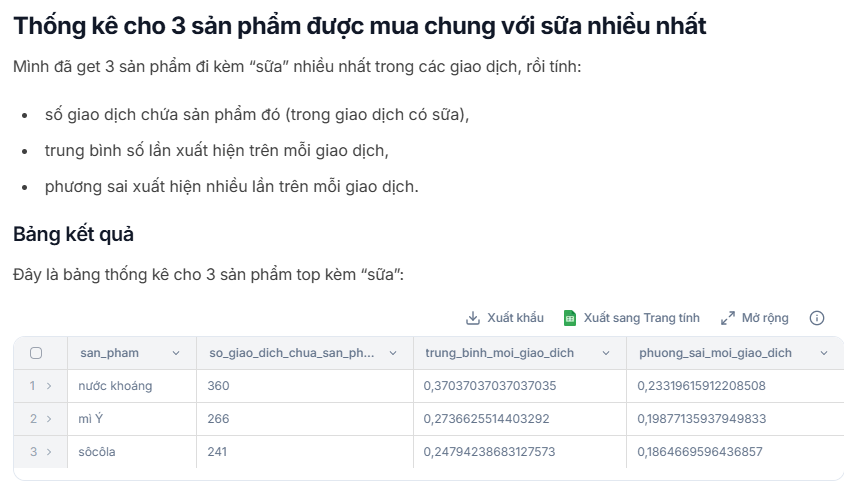 Thống kê cho 3 sản phẩm được mua chung với sữa nhiều nhất
Mình đã get 3 sản phẩm đi kèm “sữa” nhiều nhất trong các giao dịch, rồi tính:
• số giao dịch chứa sản phẩm đó (trong giao dịch có sữa),
• trung bình số lần xuất hiện trên mỗi giao dịch,
• phương sai xuất hiện nhiều lần trên mỗi giao dịch.
Bảng kết quả
Đây là bảng thống kê cho 3 sản phẩm top kèm “sữa”:
Xuất khẩu Xuất sang Trang tính Mở rộng
san_pham so_giao_dich_chua_san_ph... trung_binh_moi_giao_dich phuong_sai_moi_giao_dich
1 nước khoáng 360 0,37037037037037035 0,23319615912208508
2 mì Ý 266 0,2736625514403292 0,19877135937949833
3 sôcôla 241 0,24794238683127573 0,1864669596436857